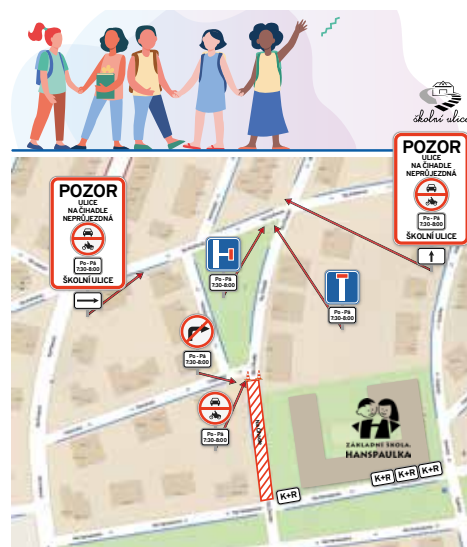 školní ulice
POZOR
ULICE
NA ČIHADLE
NEPRŮJEZDNÁ
Po - Pá
7:30-8:00
ŠKOLNÍ ULICE
POZOR
ULICE
NA ČIHADLE
NEPRŮJEZDNÁ
Po - Pá
7:30-8:00
ŠKOLNÍ ULICE
Po - Pá
7:30-8:00
Po - Pá
7:30-8:00
Po - Pá
7:30-8:00
Po - Pá
7:30-8:00
ZÁKLADNÍ ŠKOLA
HANSPAULKA
K+R
K+R
K+R
K+R